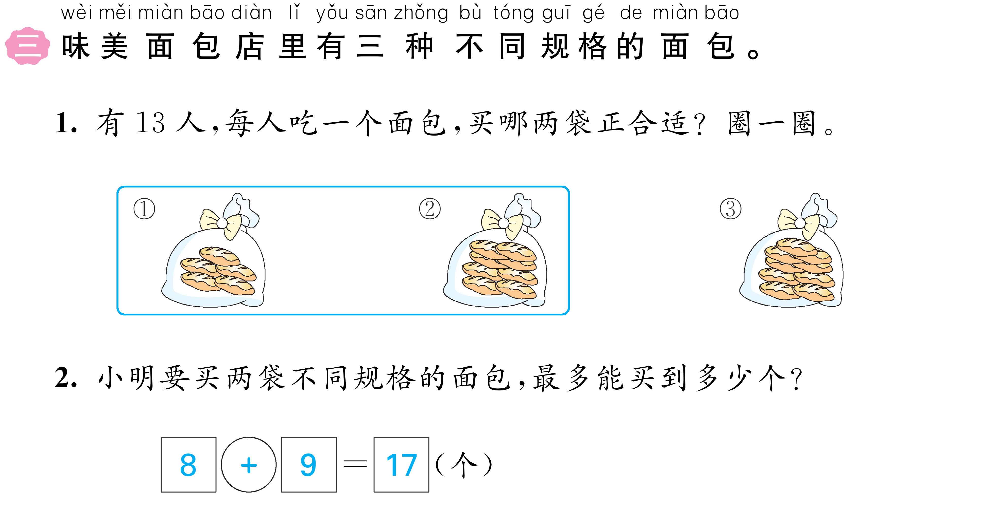 wèi měi miàn bāo diàn lǐ yǒu sān zhǒng bù tóng guī gé de miàn bāo
三 味美面包店里有三种不同规格的面包。
1. 有 13 人,每人吃一个面包,买哪两袋正合适? 圈一圈。
① ② ③
2. 小明要买两袋不同规格的面包,最多能买到多少个?
8 + 9 = 17 (个)